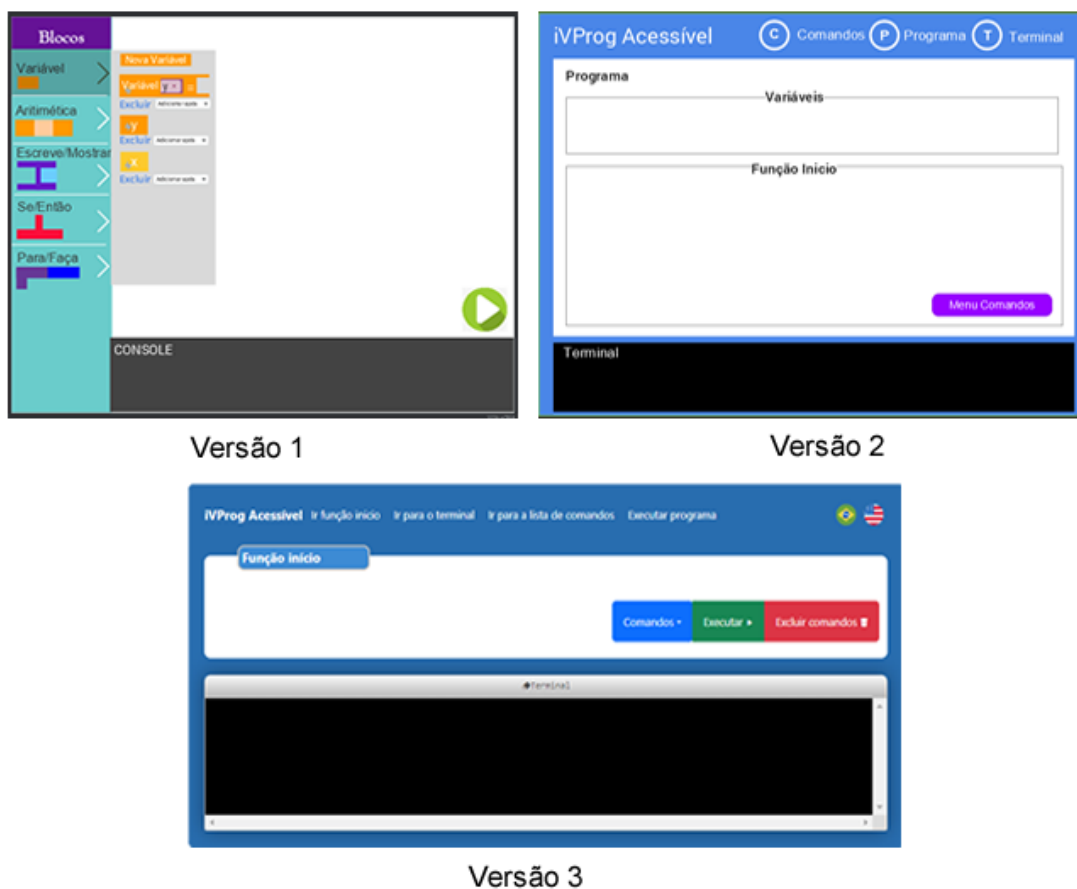 Blocos
Variável
Aritimética
Escreve/Mostrar
Se/Então
Para/Faça
Nova Variável
Variável y =
Excluir
y
Excluir
X
Excluir
CONSOLE
Versão 1
iVProg Acessível C Comandos P Programa T Terminal
Programa
Variáveis
Função Inicio
Menu Comandos
Terminal
Versão 2
iVProg Acessível Ir função inicio Ir para o terminal Ir para a lista de comandos Executar programa
Função início
Comandos Executar Excluir comandos
Terminal
Versão 3